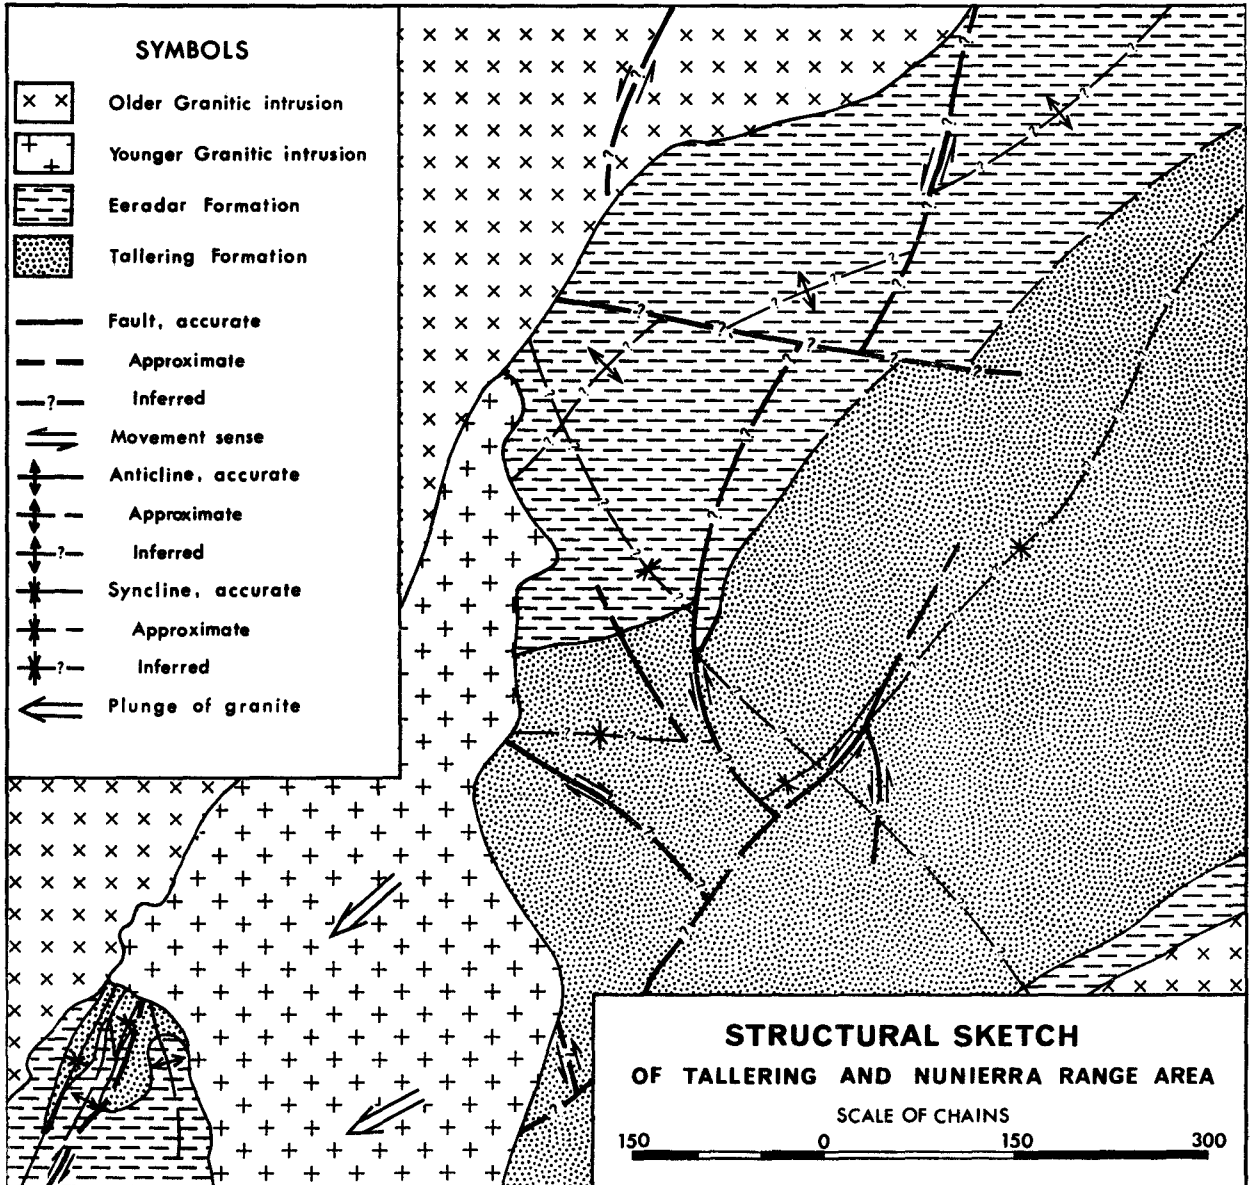 SYMBOLS
Older Granitic intrusion
Younger Granitic intrusion
Eeradar Formation
Tallering Formation
Fault, accurate
Approximate
—?— Inferred
Movement sense
Anticline, accurate
Approximate
? Inferred
Syncline, accurate
Approximate
? Inferred
Plunge of granite
STRUCTURAL SKETCH
OF TALLERING AND NUNIERRA RANGE AREA
SCALE OF CHAINS
150 0 150 300